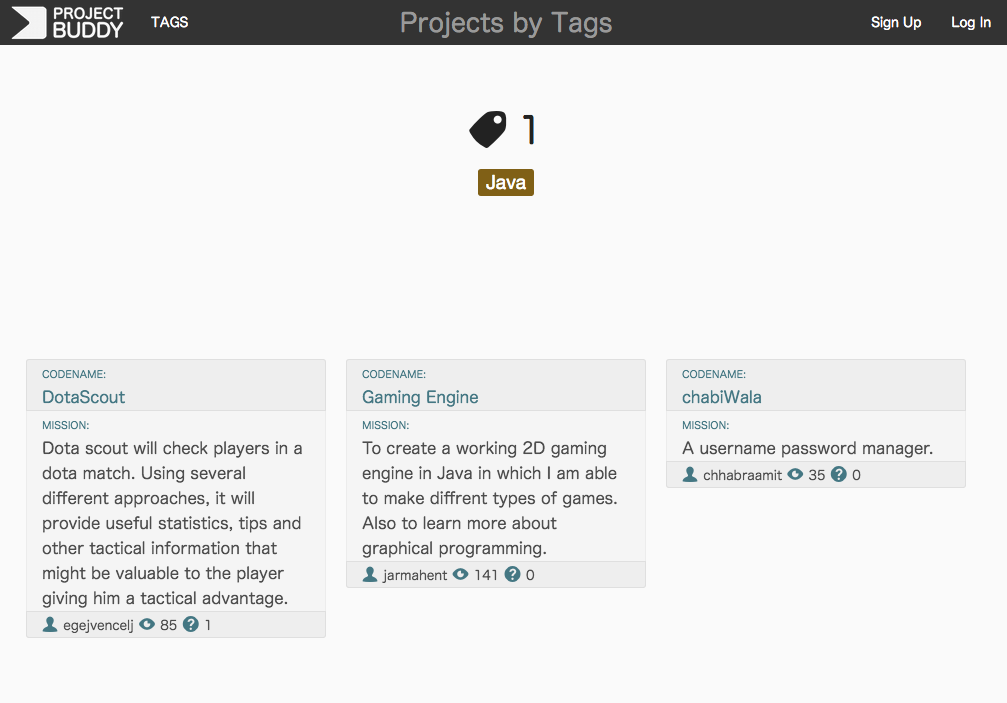 PROJECT
BUDDY
TAGS
Projects by Tags
Sign Up
Log In
1
Java
CODENAME:
DotaScout
MISSION:
Dota scout will check players in a
dota match. Using several
different approaches, it will
provide useful statistics, tips and
other tactical information that
might be valuable to the player
giving him a tactical advantage.
egejvencelj 85 1
CODENAME:
Gaming Engine
MISSION:
To create a working 2D gaming
engine in Java in which I am able
to make diffrent types of games.
Also to learn more about
graphical programming.
jarmahent 141 0
CODENAME:
chabiWala
MISSION:
A username password manager.
chhabraamit 35 0